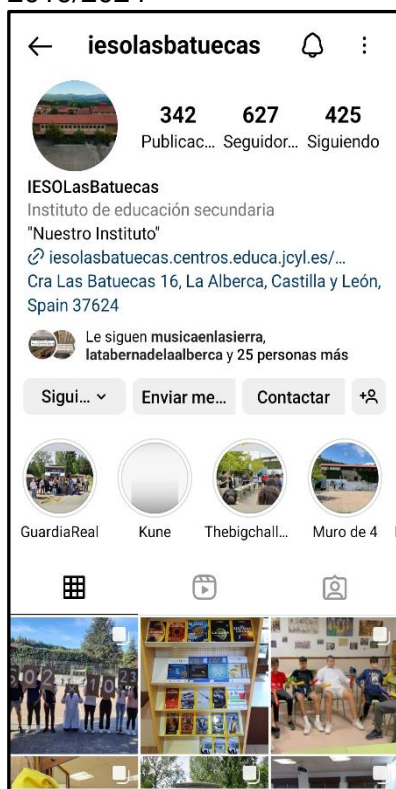 iesolasbatuecas
342 627 425
Publicac... Seguidor... Siguiendo
IESOLasBatuecas
Instituto de educación secundaria
"Nuestro Instituto"
iesolasbatuecas.centros.educa.jcyl.es/...
Cra Las Batuecas 16, La Alberca, Castilla y León,
Spain 37624
Le siguen musicaenlasierra,
latabernadelaalberca y 25 personas más
Sigui... Enviar me... Contactar
GuardiaReal Kune Thebigchall... Muro de 4